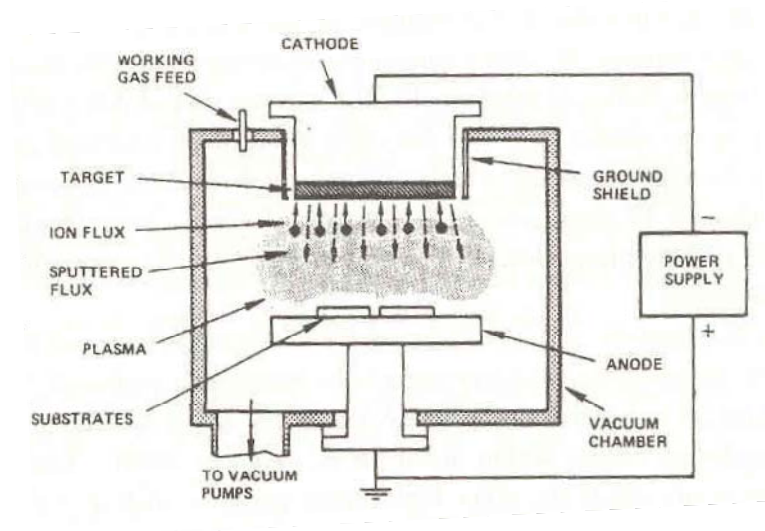 CATHODE
WORKING
GAS FEED
TARGET
GROUND
SHIELD
ION FLUX
SPUTTERED
FLUX
−
POWER
SUPPLY
+
PLASMA
ANODE
SUBSTRATES
VACUUM
CHAMBER
TO VACUUM
PUMPS